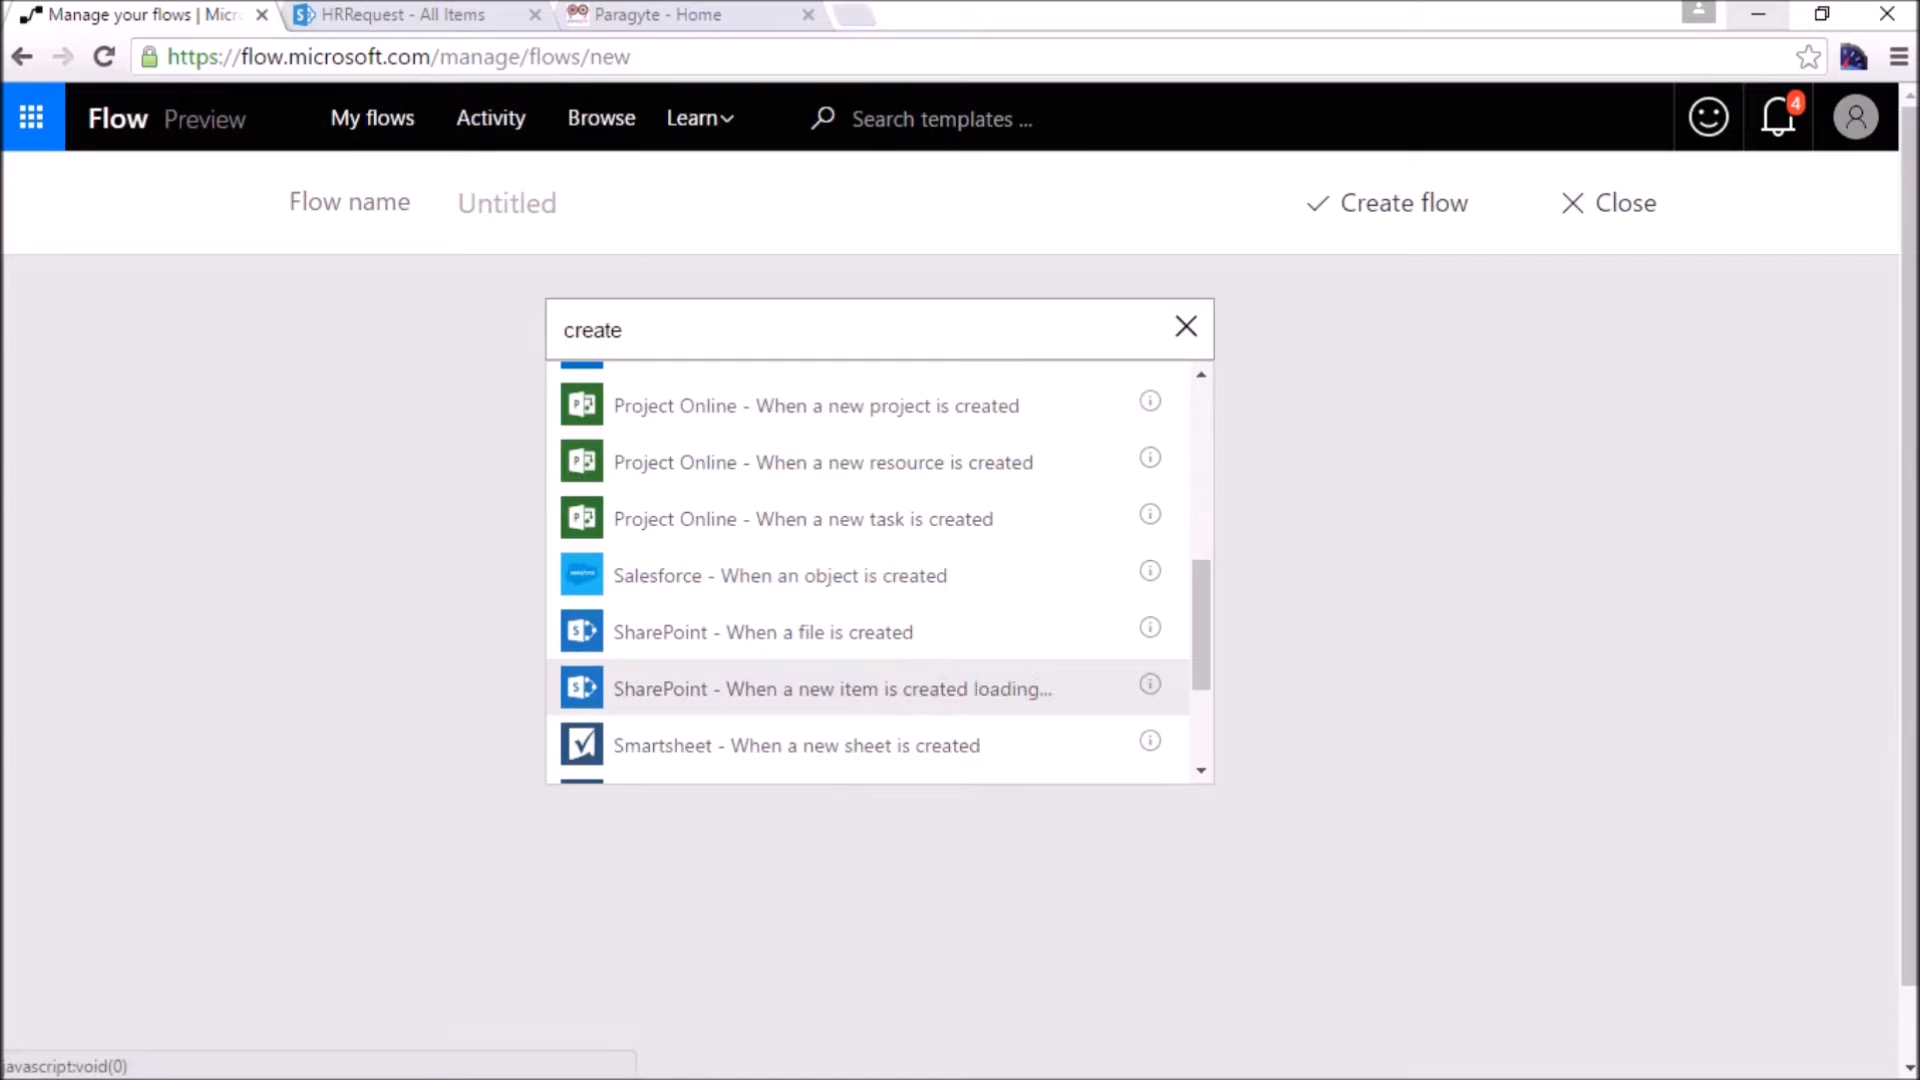 Manage your flows | Micr
HRRequest - All Items
Paragyte - Home
https://flow.microsoft.com/manage/flows/new
Flow Preview
My flows
Activity
Browse
Learn
Search templates ...
4
Flow name
Untitled
Create flow
Close
create
Project Online - When a new project is created
Project Online - When a new resource is created
Project Online - When a new task is created
Salesforce - When an object is created
SharePoint - When a file is created
SharePoint - When a new item is created loading...
Smartsheet - When a new sheet is created
javascript:void(0)